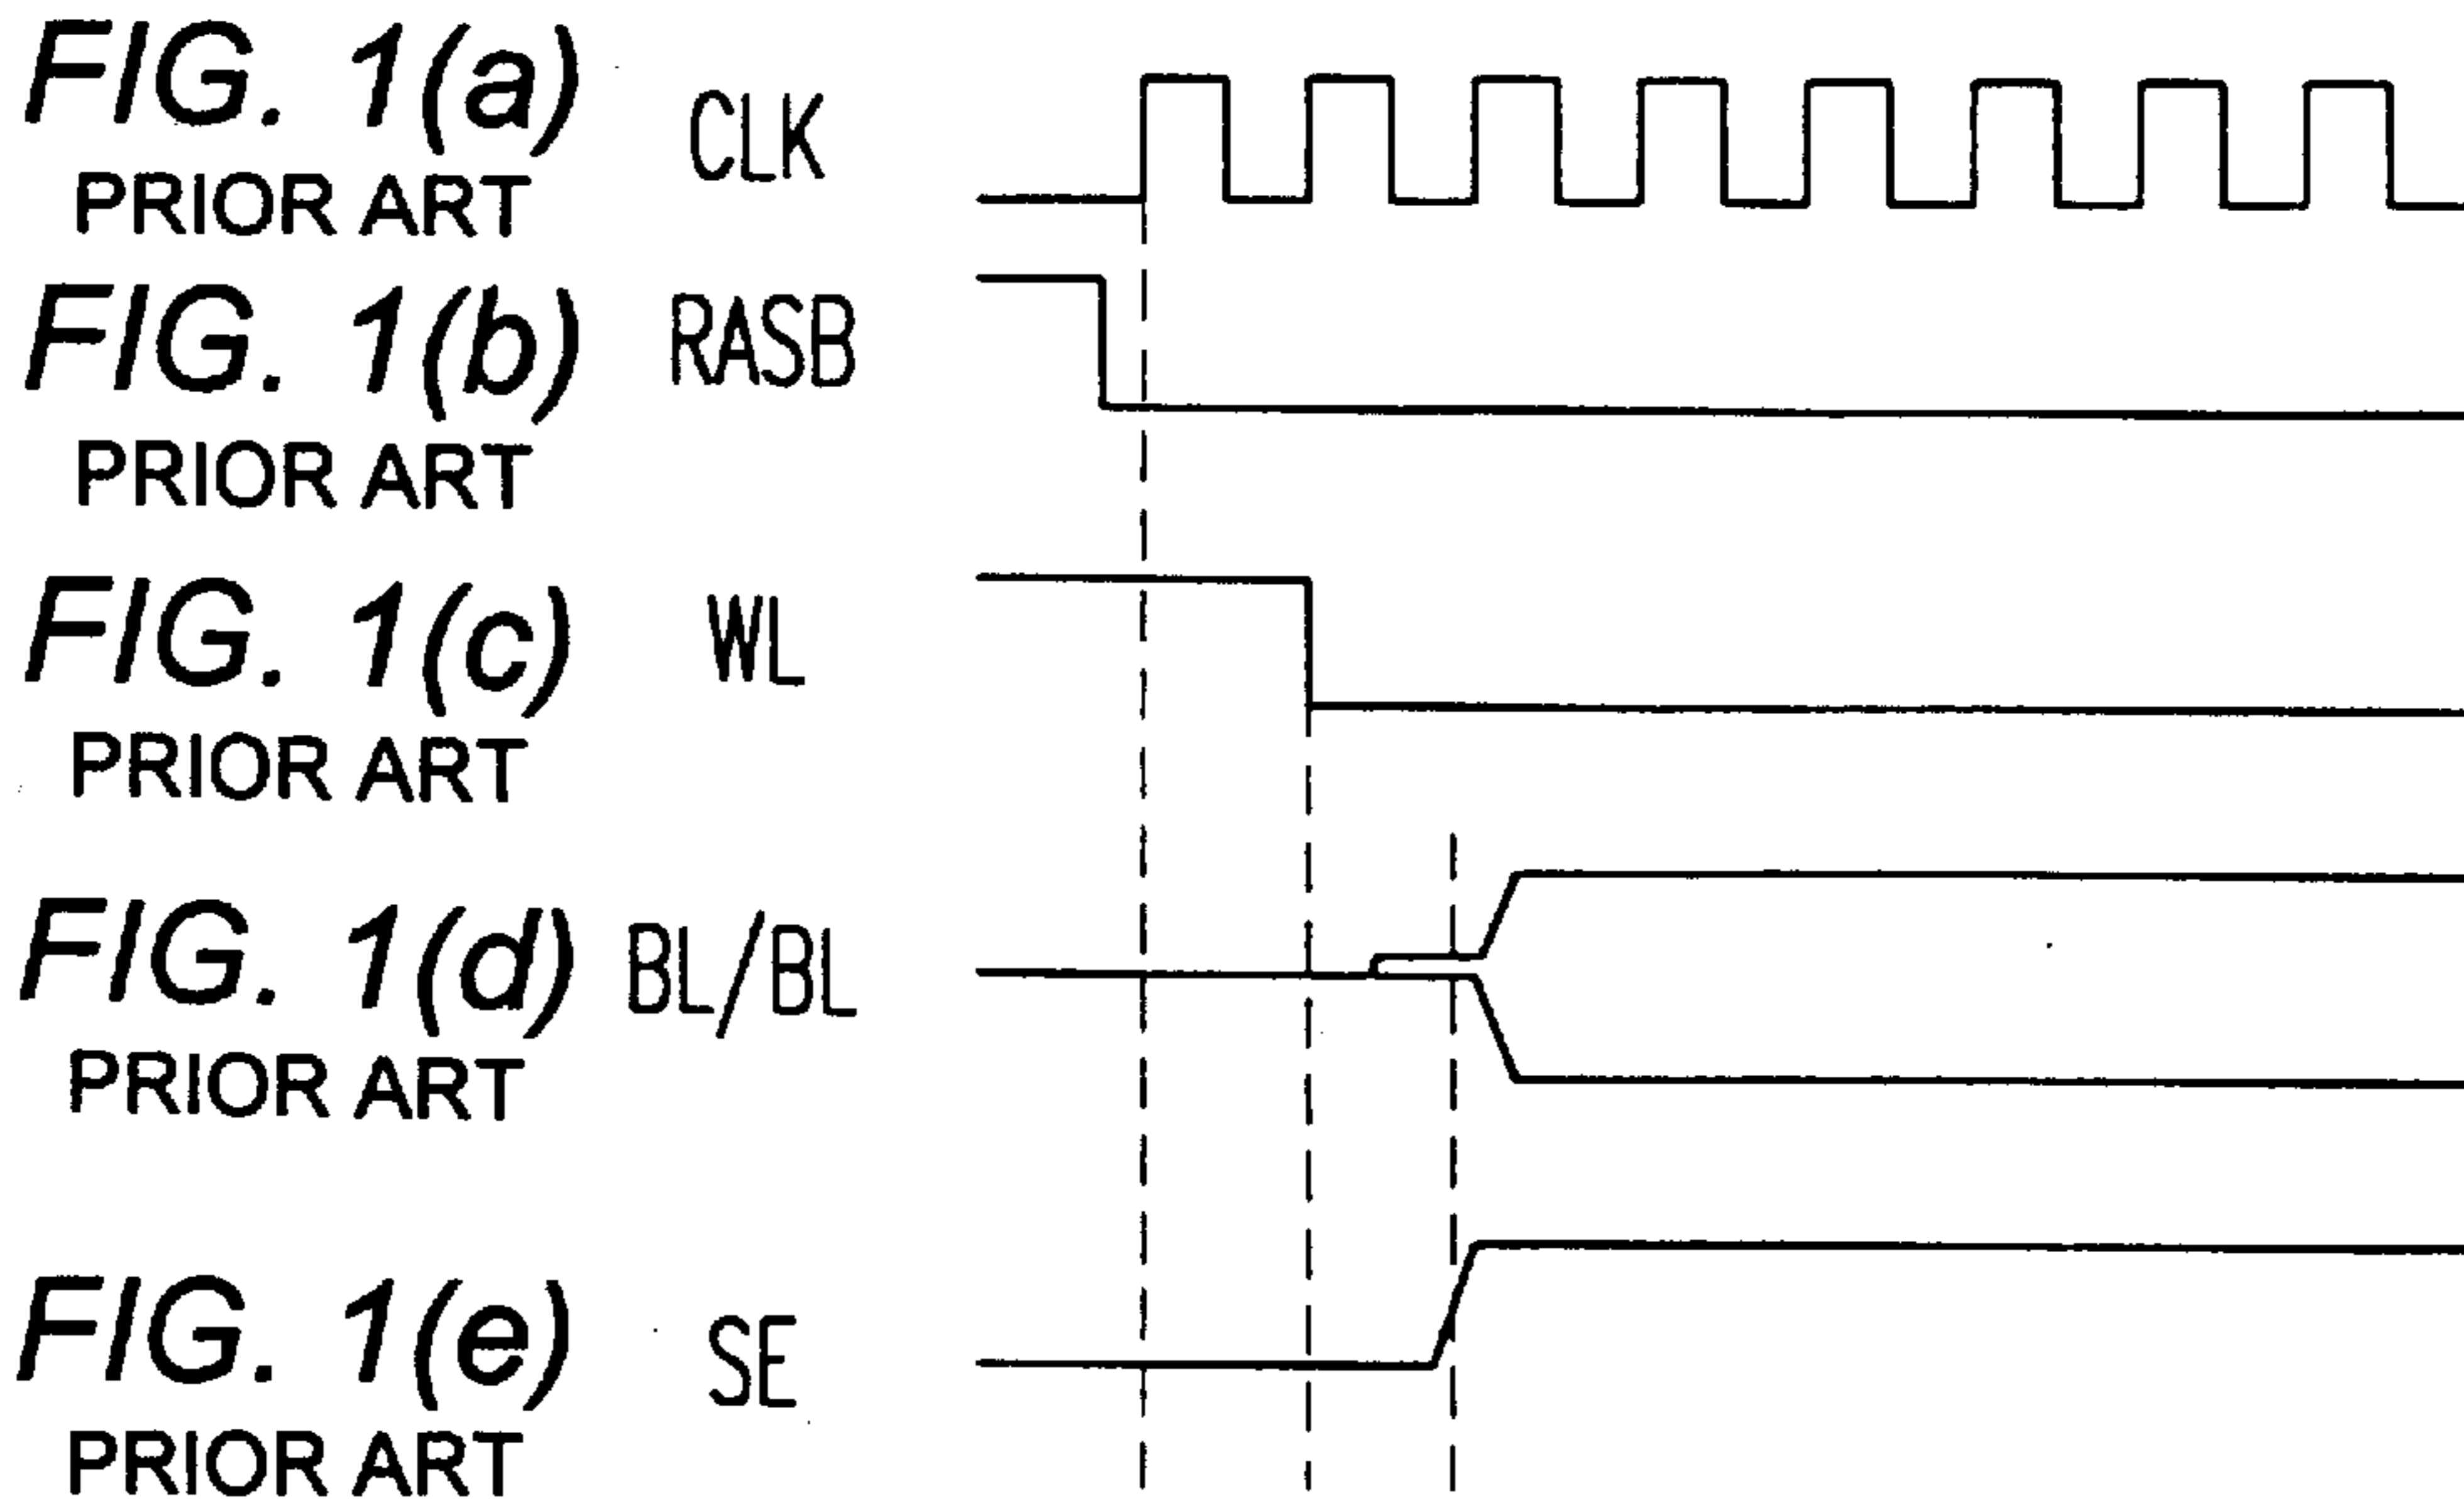 FIG. 1(a) CLK
PRIOR ART
FIG. 1(b) RASB
PRIOR ART
FIG. 1(c) WL
PRIOR ART
FIG. 1(d) BL/BL
PRIOR ART
FIG. 1(e) SE
PRIOR ART